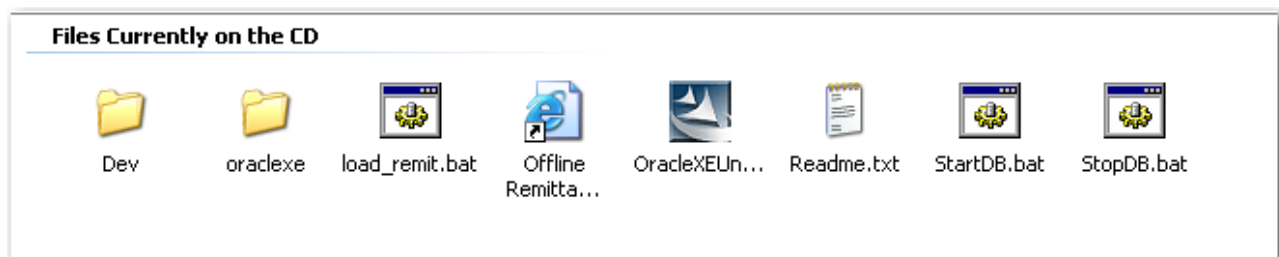 Files Currently on the CD
Dev
oraclexe
load_remit.bat
Offline
Remitta...
OracleXEUn...
Readme.txt
StartDB.bat
StopDB.bat